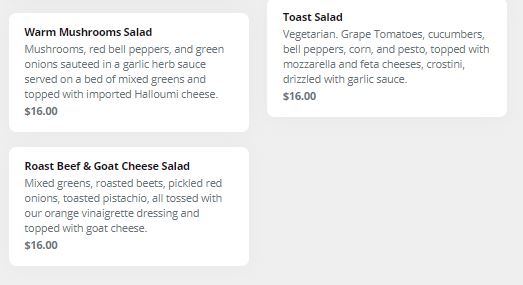 Warm Mushrooms Salad
Mushrooms, red bell peppers, and green
onions sauteed in a garlic herb sauce
served on a bed of mixed greens and
topped with imported Halloumi cheese.
$16.00
Toast Salad
Vegetarian. Grape Tomatoes, cucumbers,
bell peppers, corn, and pesto, topped with
mozzarella and feta cheeses, crostini,
drizzled with garlic sauce.
$16.00
Roast Beef & Goat Cheese Salad
Mixed greens, roasted beets, pickled red
onions, toasted pistachio, all tossed with
our orange vinaigrette dressing and
topped with goat cheese.
$16.00